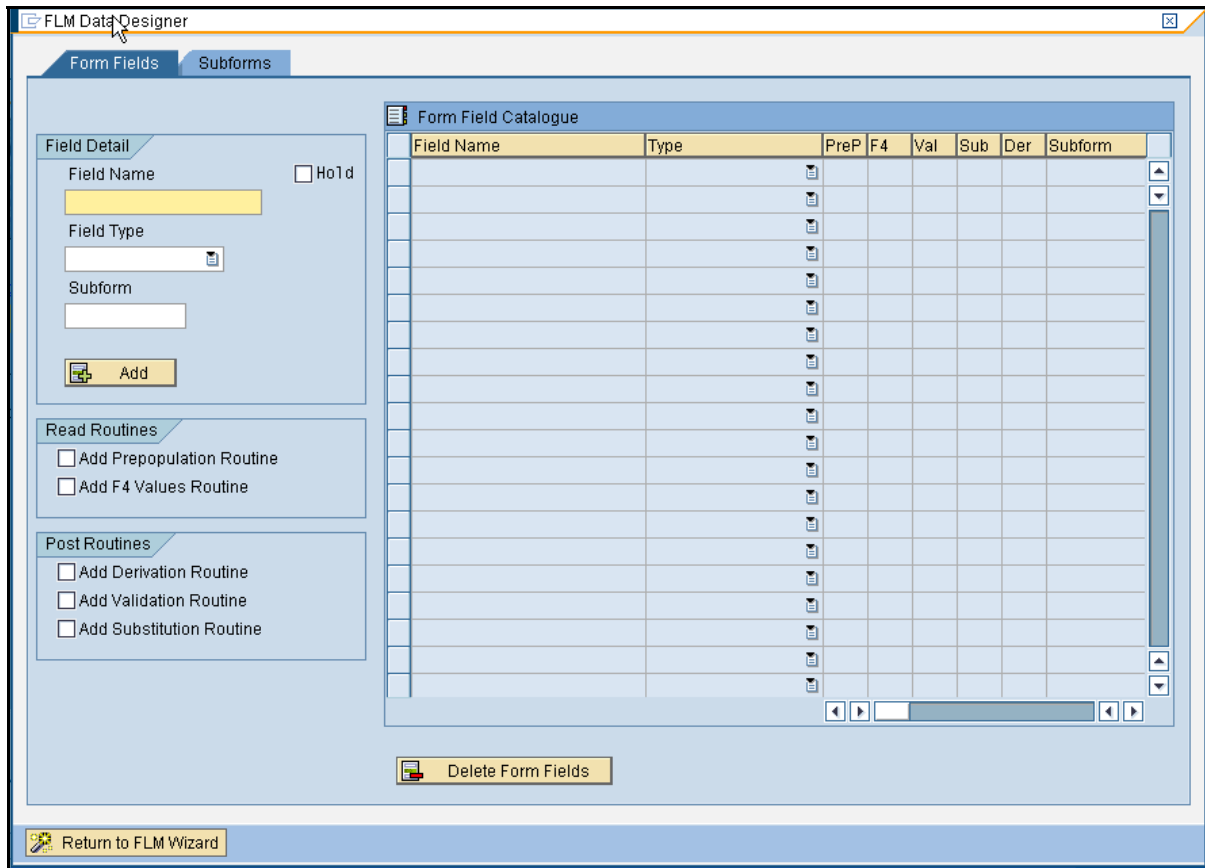 FLM Data Designer
Form Fields Subforms
Field Detail
Field Name Hold
Field Type
Subform
Add
Read Routines
Add Prepopulation Routine
Add F4 Values Routine
Post Routines
Add Derivation Routine
Add Validation Routine
Add Substitution Routine
Form Field Catalogue
Field Name Type PreP F4 Val Sub Der Subform
Delete Form Fields
Return to FLM Wizard